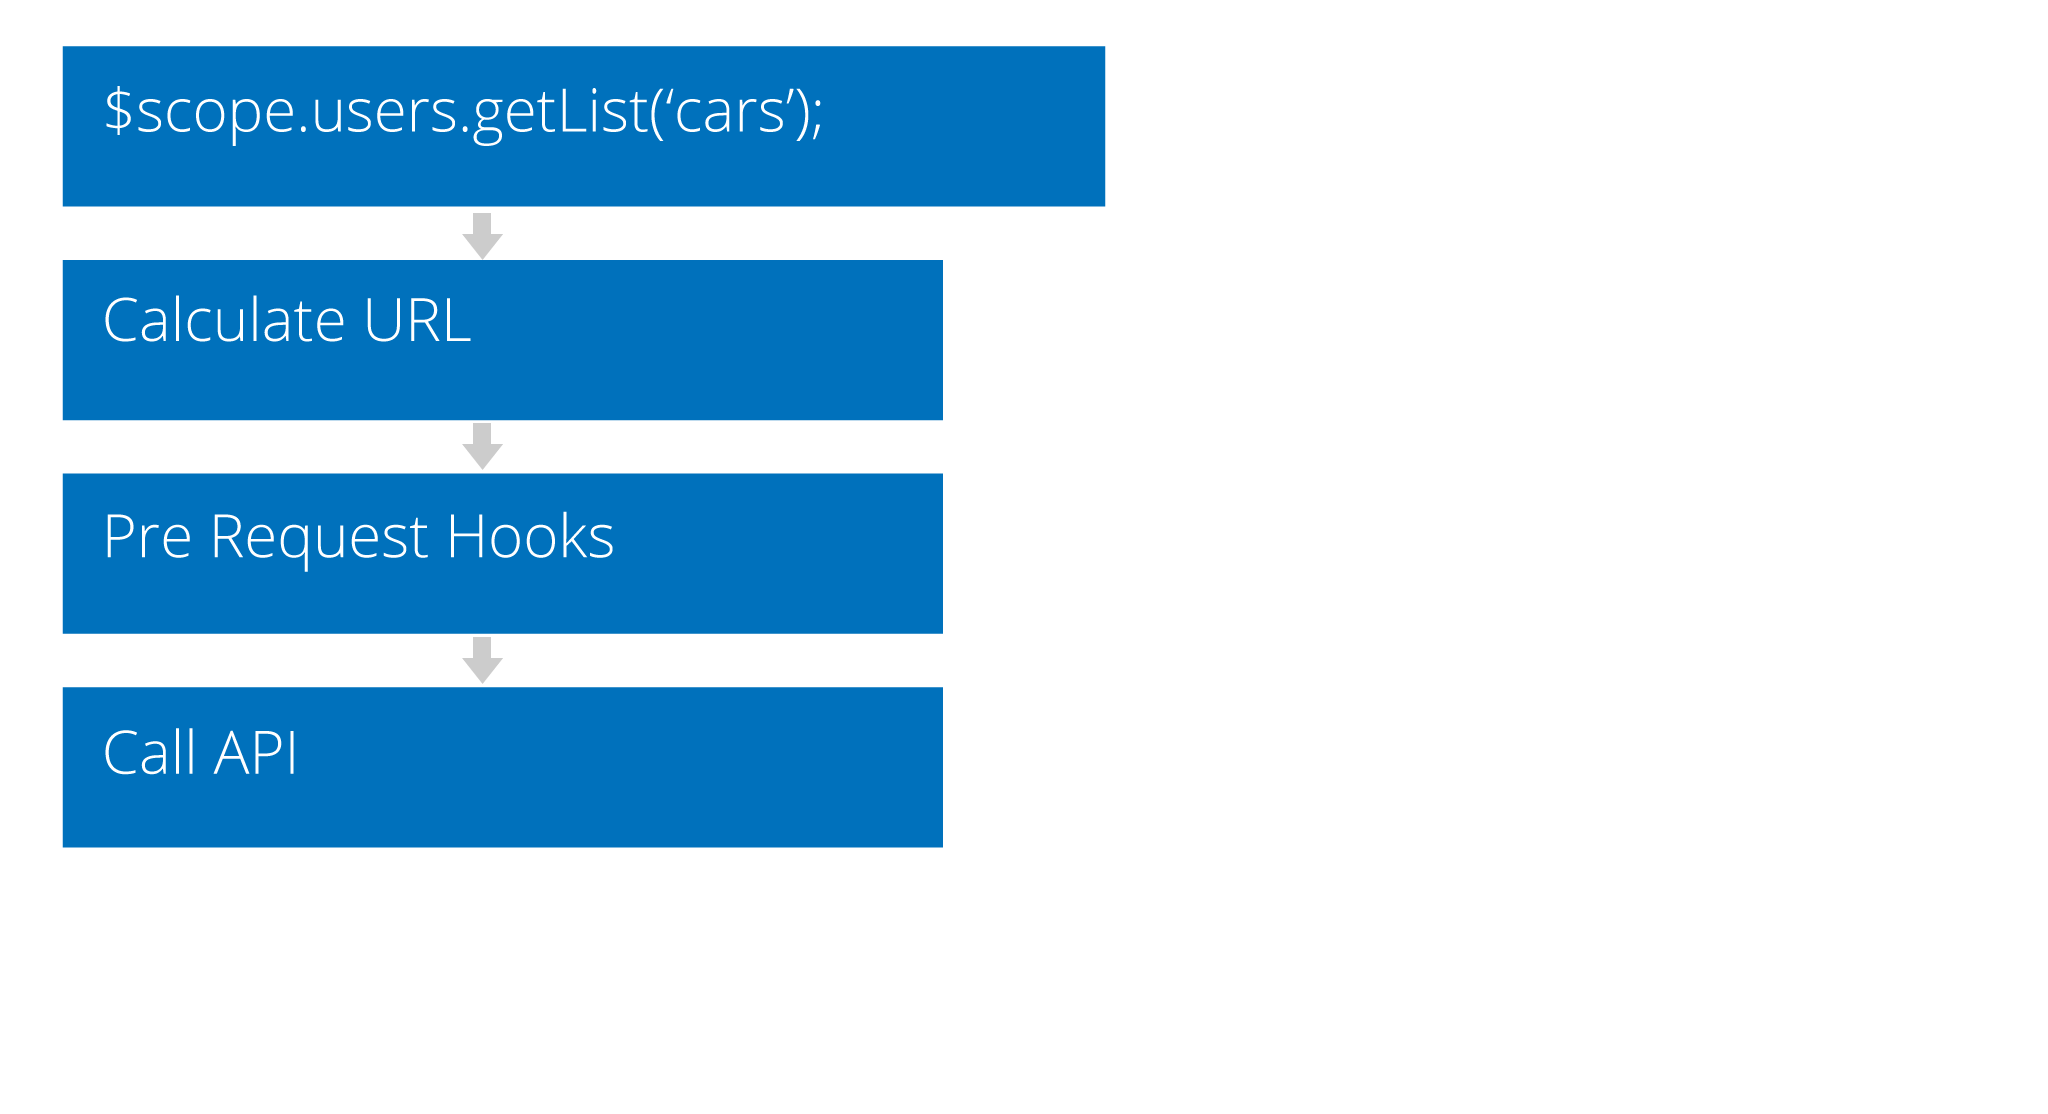 $scope.users.getList(‘cars’);
Calculate URL
Pre Request Hooks
Call API